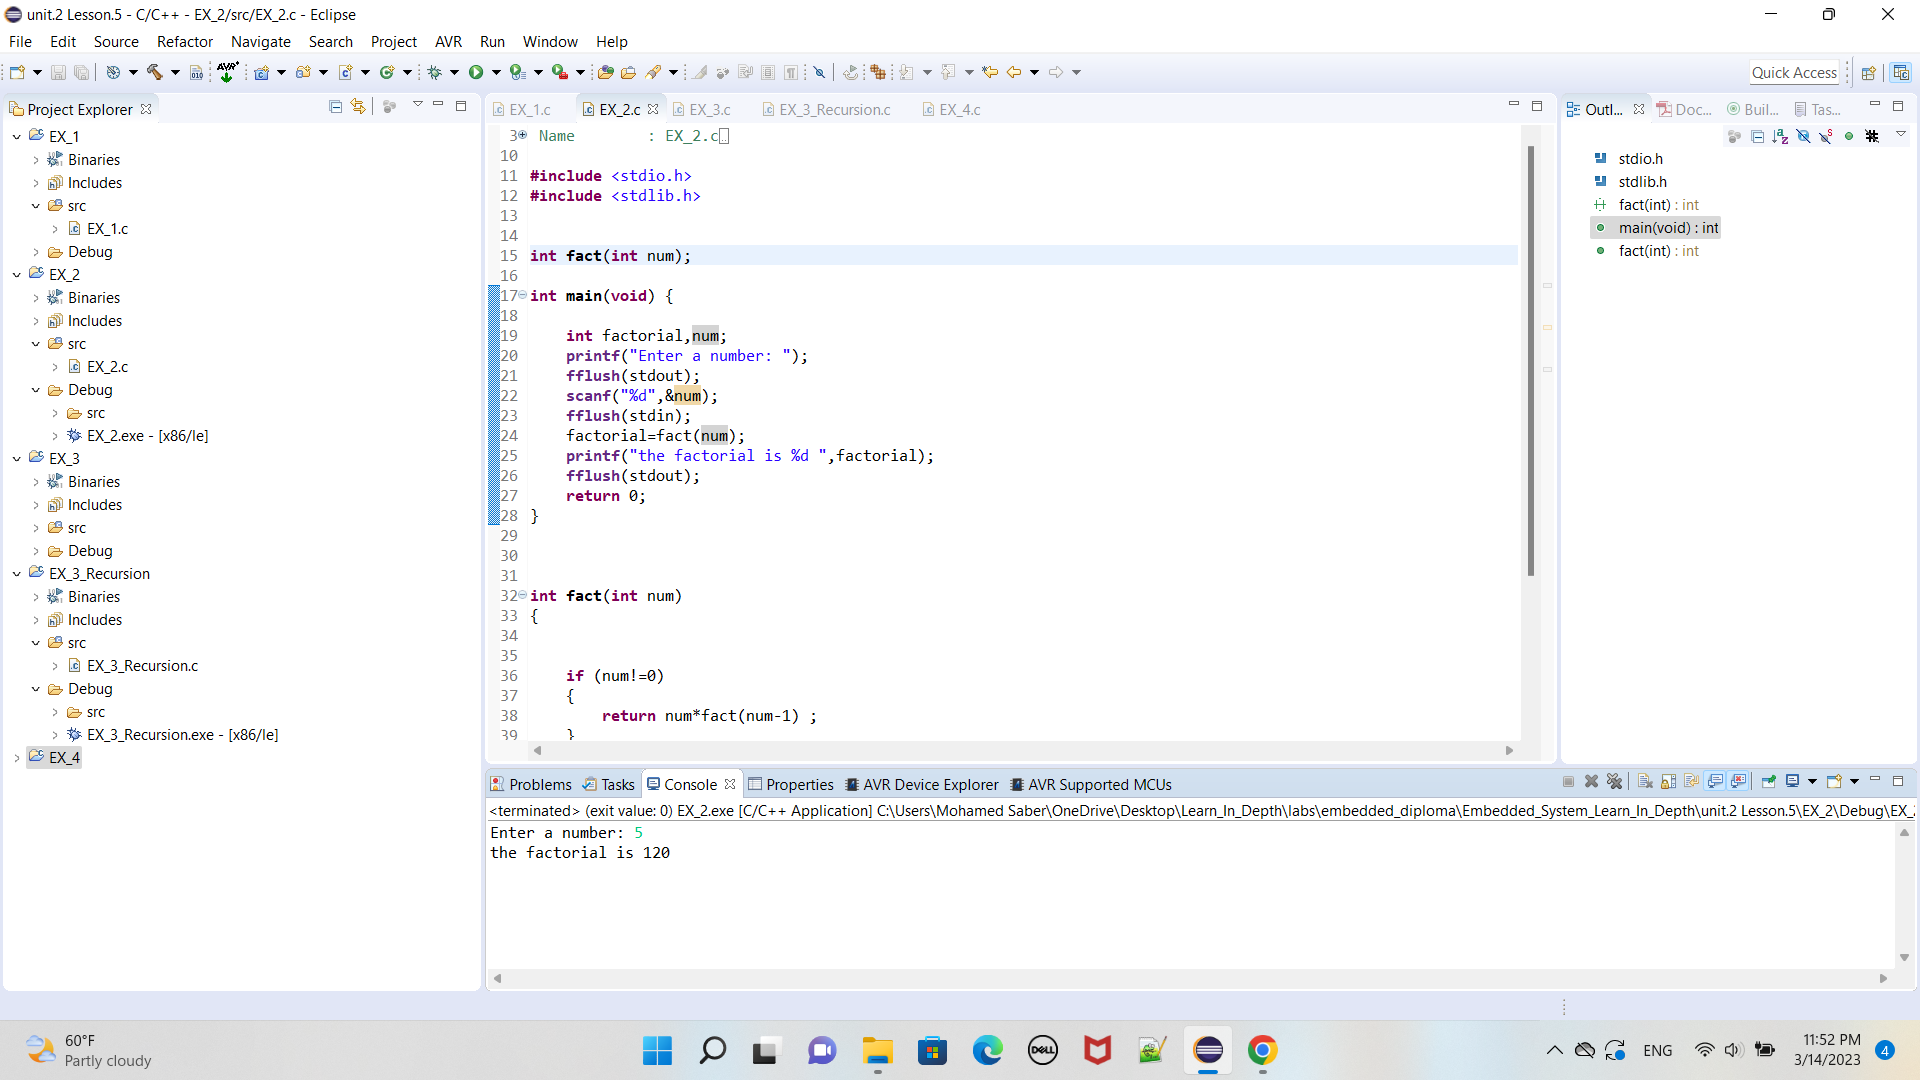 unit.2 Lesson.5 - C/C++ - EX_2/src/EX_2.c - Eclipse
File Edit Source Refactor Navigate Search Project AVR Run Window Help
Quick Access
Project Explorer
EX_1
Binaries
Includes
src
EX_1.c
Debug
EX_2
Binaries
Includes
src
EX_2.c
Debug
src
EX_2.exe - [x86/le]
EX_3
Binaries
Includes
src
Debug
EX_3_Recursion
Binaries
Includes
src
EX_3_Recursion.c
Debug
src
EX_3_Recursion.exe - [x86/le]
EX_4
EX_1.c EX_2.c EX_3.c EX_3_Recursion.c EX_4.c
3 Name : EX_2.c
10
11 #include <stdio.h>
12 #include <stdlib.h>
13
14
15 int fact(int num);
16
17 int main(void) {
18
19 int factorial,num;
20 printf("Enter a number: ");
21 fflush(stdout);
22 scanf("%d",&num);
23 fflush(stdin);
24 factorial=fact(num);
25 printf("the factorial is %d ",factorial);
26 fflush(stdout);
27 return 0;
28 }
29
30
31
32 int fact(int num)
33 {
34
35
36 if (num!=0)
37 {
38 return num*fact(num-1) ;
39 }
Outl... Doc... Buil... Tas...
stdio.h
stdlib.h
fact(int) : int
main(void) : int
fact(int) : int
Problems Tasks Console Properties AVR Device Explorer AVR Supported MCUs
<terminated> (exit value: 0) EX_2.exe [C/C++ Application] C:\Users\Mohamed Saber\OneDrive\Desktop\Learn_In_Depth\labs\embedded_diploma\Embedded_System_Learn_In_Depth\unit.2 Lesson.5\EX_2\Debug\EX_
Enter a number: 5
the factorial is 120
60°F
Partly cloudy
DELL
ENG
11:52 PM
3/14/2023
4